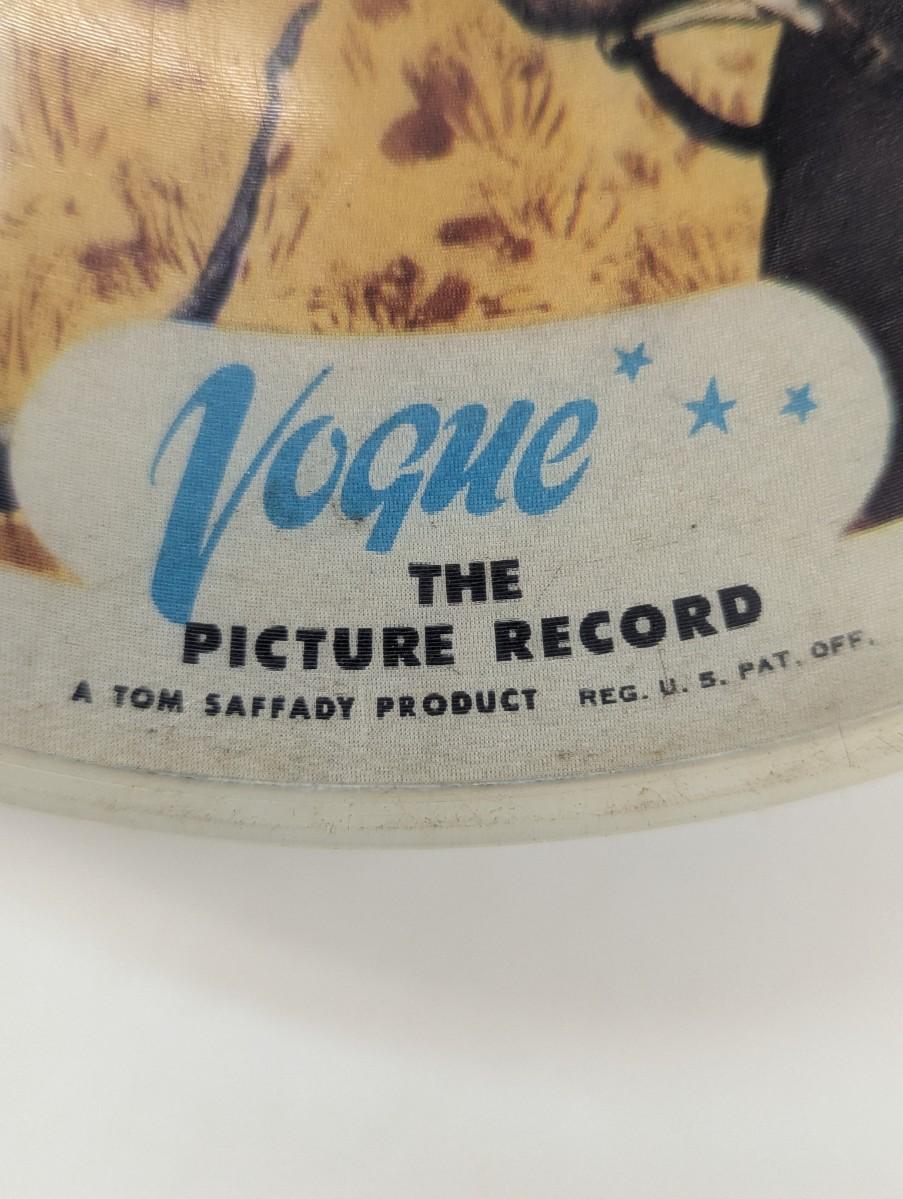 Vogue
THE
PICTURE RECORD
A TOM SAFFADY PRODUCT REG. U. S. PAT. OFF.